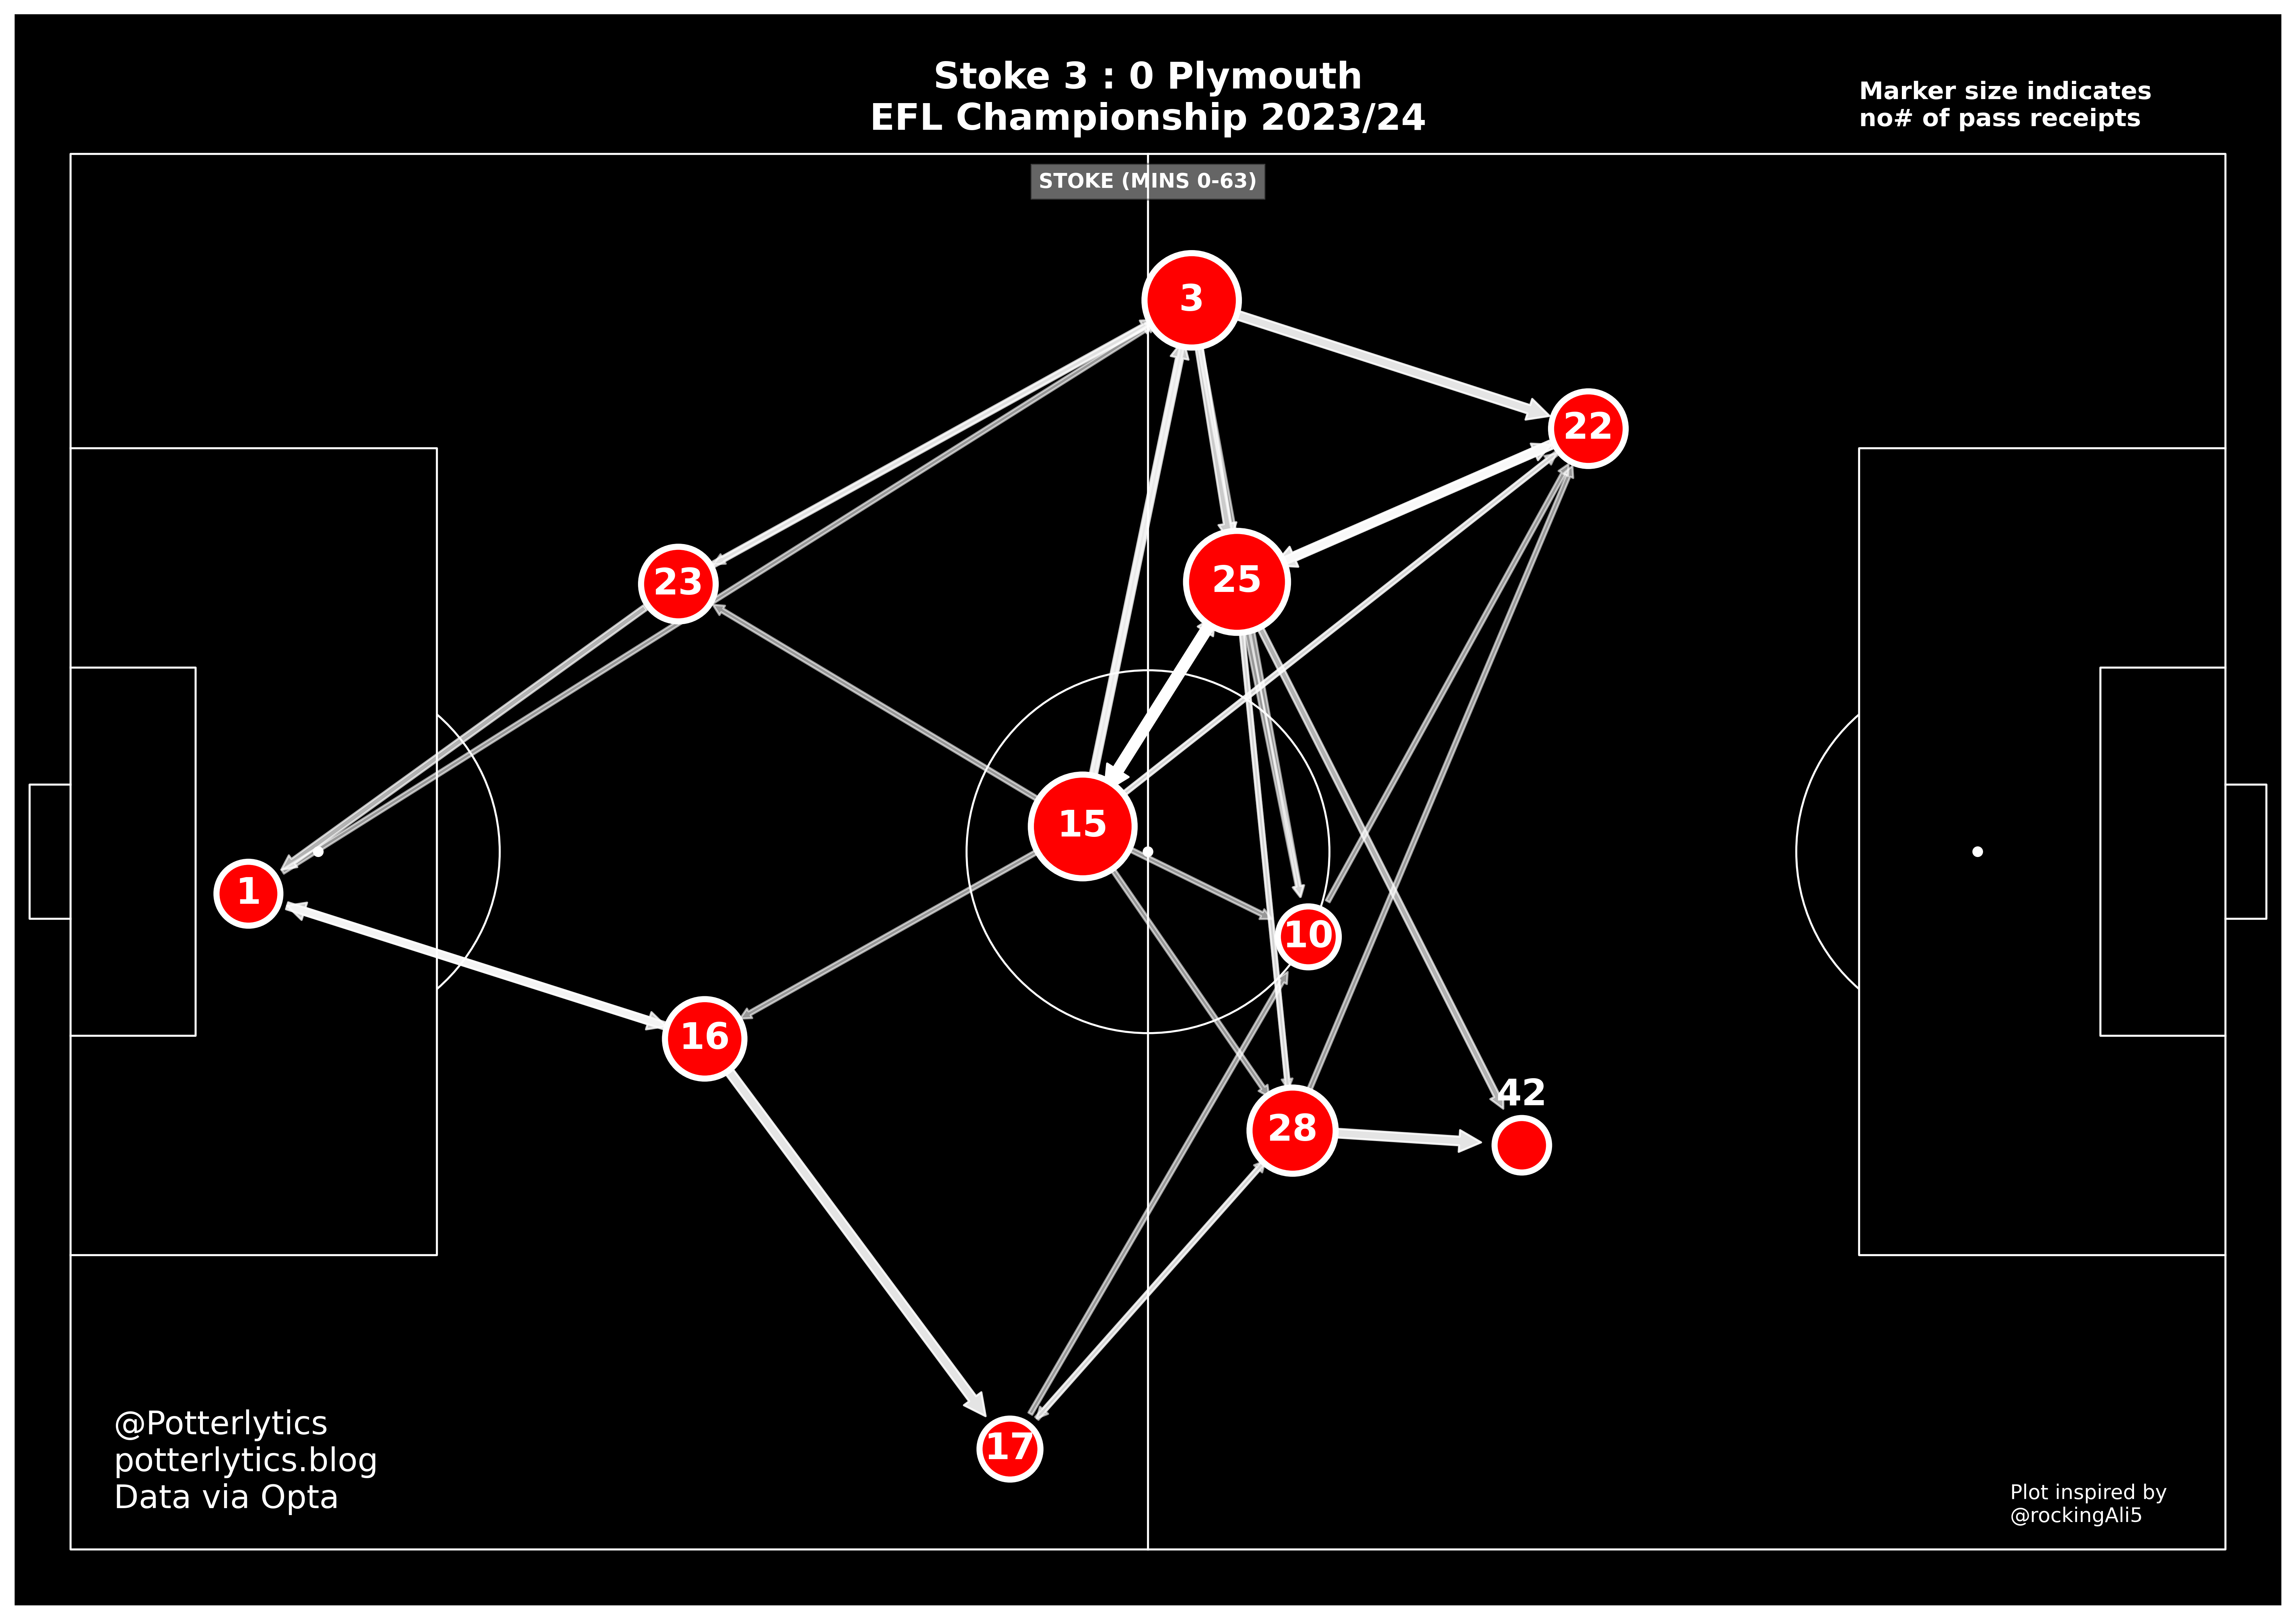 Stoke 3 : 0 Plymouth
EFL Championship 2023/24
Marker size indicates
no# of pass receipts
STOKE (MINS 0-63)
3
22
23
25
15
1
10
16
42
28
17
@Potterlytics
potterlytics.blog
Data via Opta
Plot inspired by
@rockingAli5